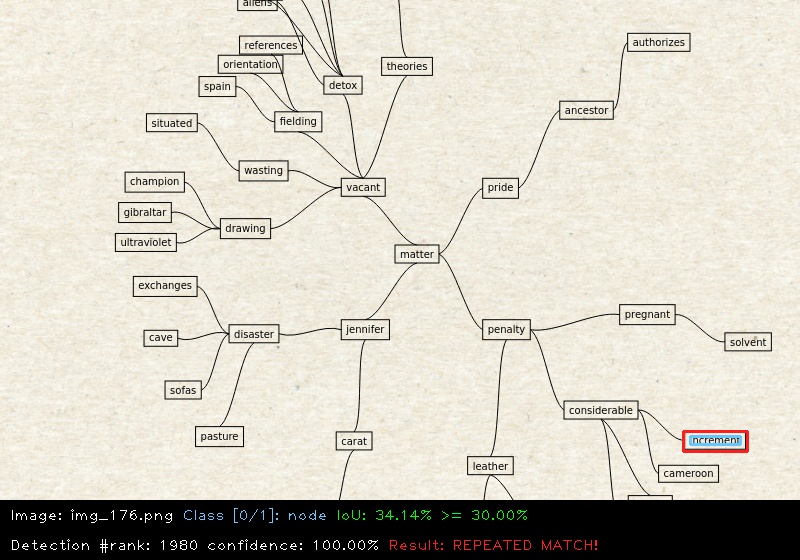 aliens
references
authorizes
orientation
theories
spain
detox
ancestor
situated
fielding
wasting
champion
vacant
pride
gibraltar
drawing
ultraviolet
matter
exchanges
pregnant
disaster
jennifer
penalty
cave
solvent
sofas
considerable
pasture
carat
increment
leather
cameroon
Image: img_176.png Class [0/1]: node IoU: 34.14% >= 30.00%
Detection #rank: 1980 confidence: 100.00% Result: REPEATED MATCH!